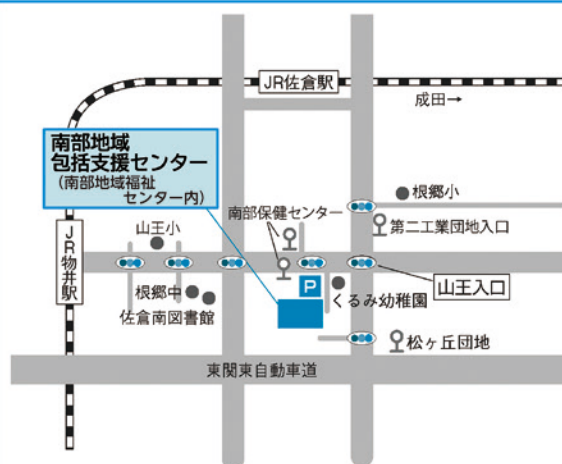 JR佐倉駅
成田→
南部地域
包括支援センター
(南部地域福祉
センター内)
根郷小
南部保健センター
第二工業団地入口
山王小
JR物井駅
P
山王入口
根郷中
くるみ幼稚園
佐倉南図書館
松ヶ丘団地
東関東自動車道